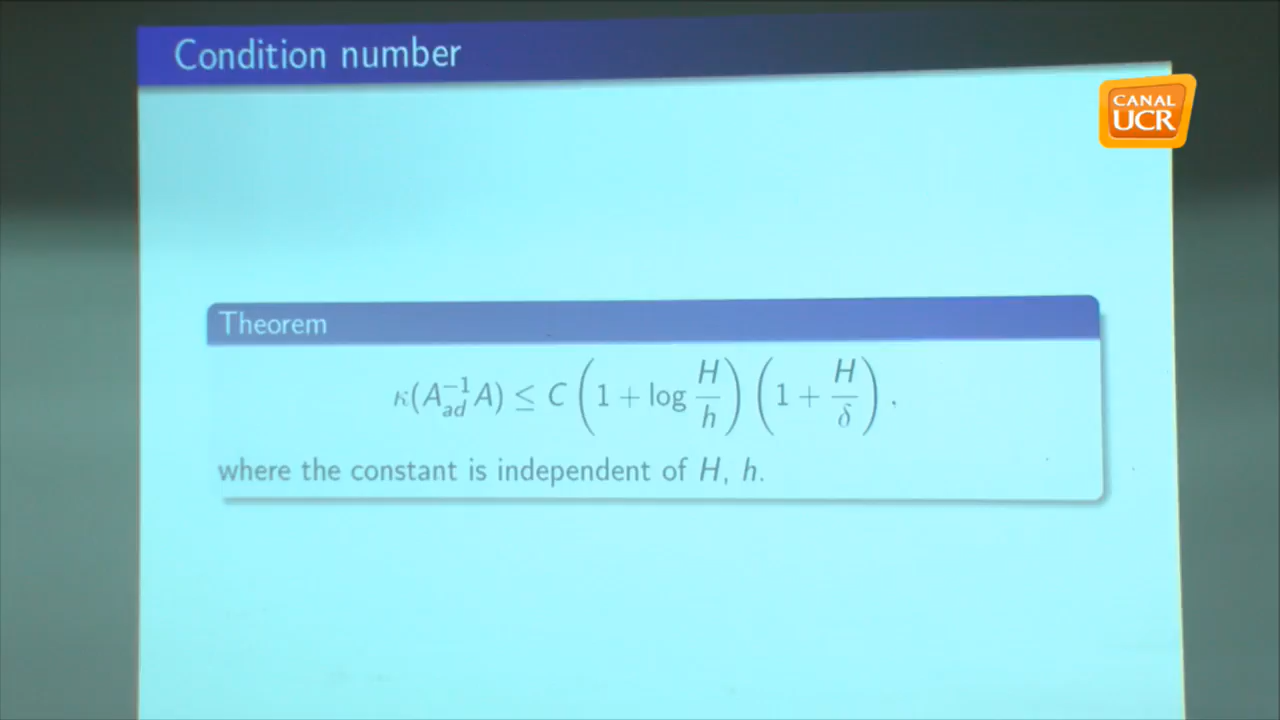 Condition number
CANAL
UCR
Theorem
κ(A_{ad}^{-1}A) ≤ C (1 + log H/h) (1 + H/δ) .
where the constant is independent of H, h.